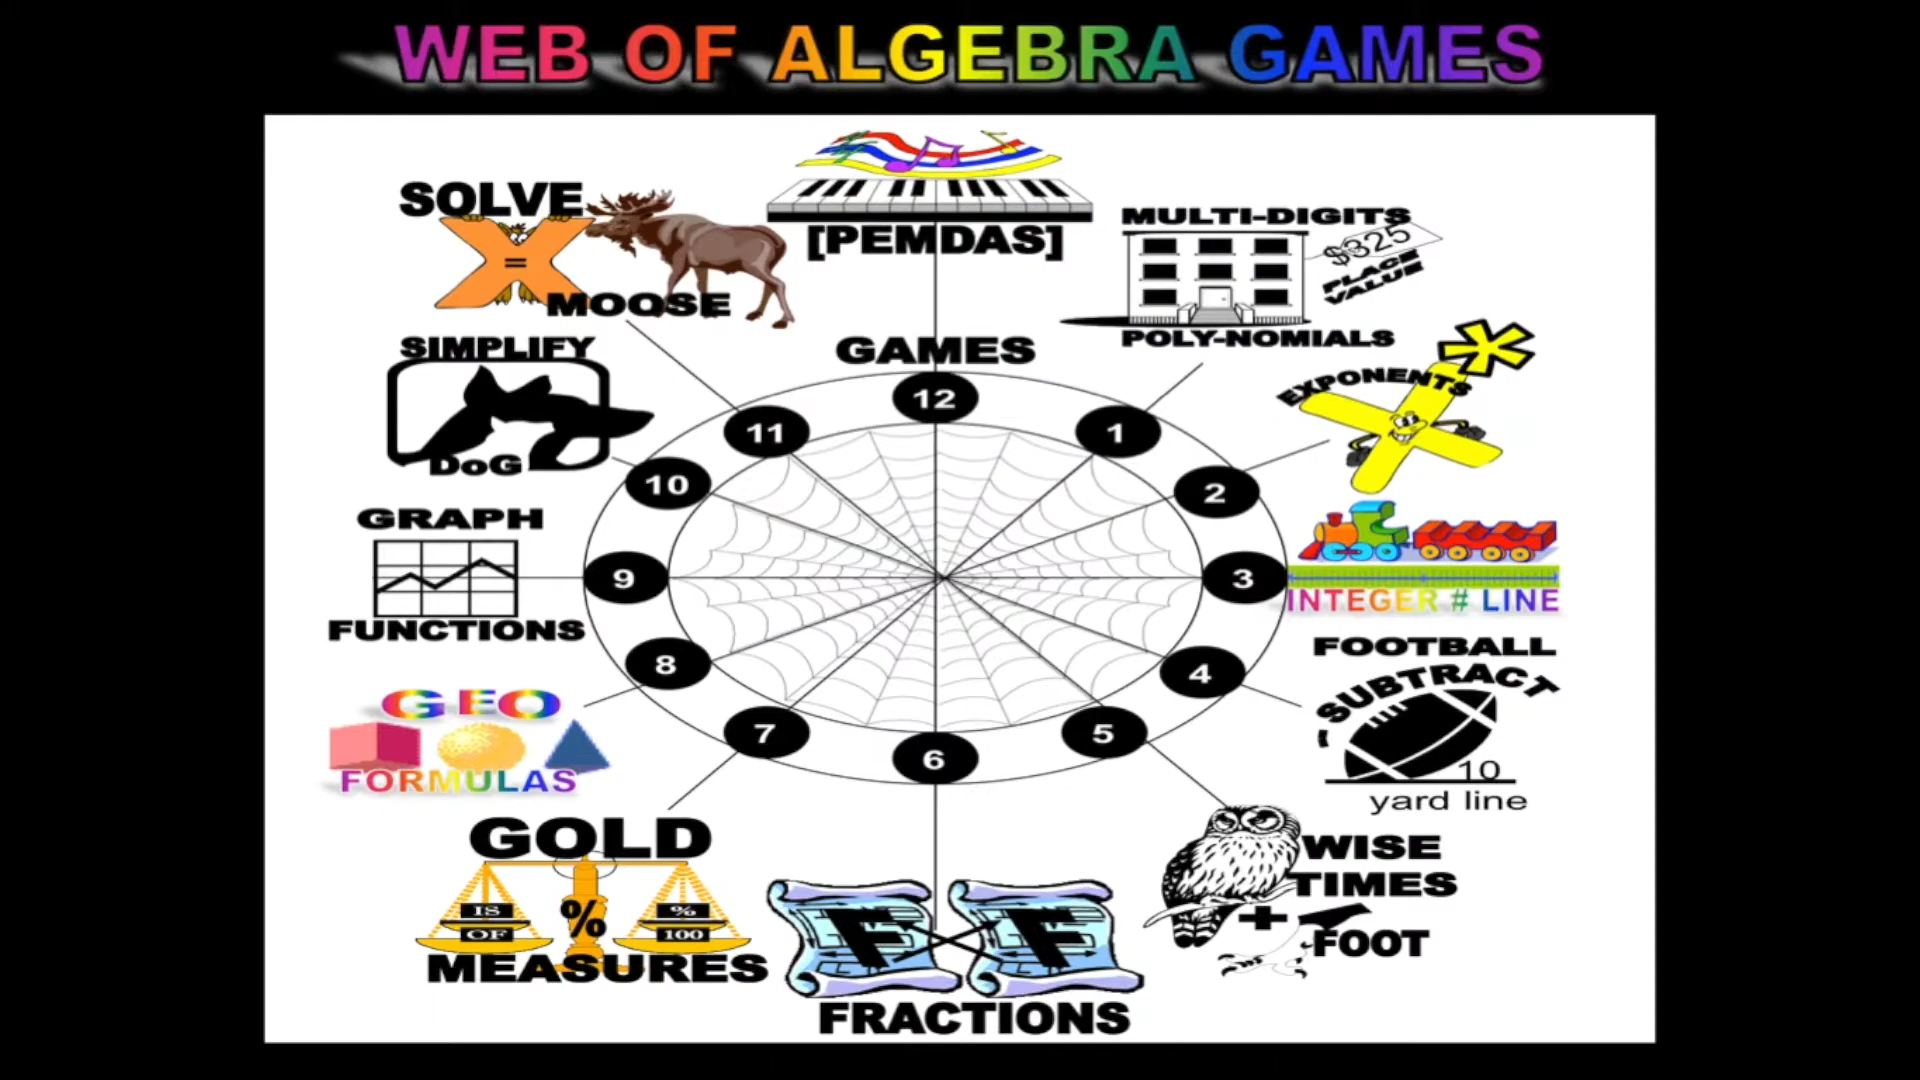 WEB OF ALGEBRA GAMES
[PEMDAS]
GAMES
12
MULTI-DIGITS
$325
PLACE
VALUE
POLY-NOMIALS
1
EXPONENTS
2
INTEGER # LINE
3
FOOTBALL
- SUBTRACT
10
yard line
4
WISE
TIMES
+
FOOT
5
F F
FRACTIONS
6
GOLD
IS
OF
%
%
100
MEASURES
7
GEO
FORMULAS
8
GRAPH
FUNCTIONS
9
SIMPLIFY
DoG
10
SOLVE
X
=
MOOSE
11